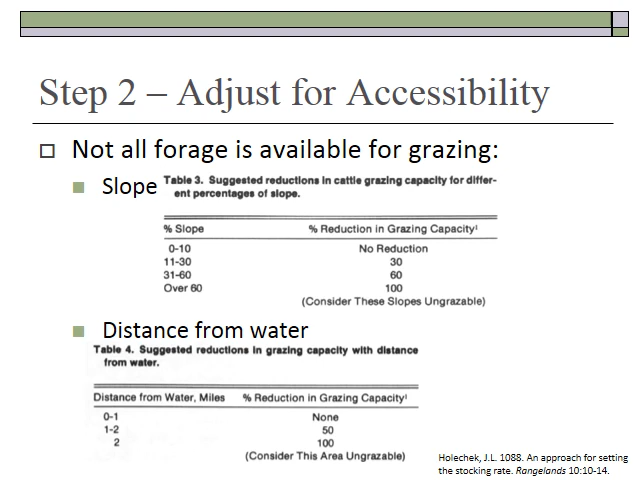 Step 2 – Adjust for Accessibility
Not all forage is available for grazing:
Slope
Table 3. Suggested reductions in cattle grazing capacity for differ-
ent percentages of slope.
% Slope % Reduction in Grazing Capacity¹
0-10 No Reduction
11-30 30
31-60 60
Over 60 100
(Consider These Slopes Ungrazable)
Distance from water
Table 4. Suggested reductions in grazing capacity with distance
from water.
Distance from Water, Miles % Reduction in Grazing Capacity¹
0-1 None
1-2 50
2 100
(Consider This Area Ungrazable)
Holechek, J.L. 1088. An approach for setting
the stocking rate. Rangelands 10:10-14.